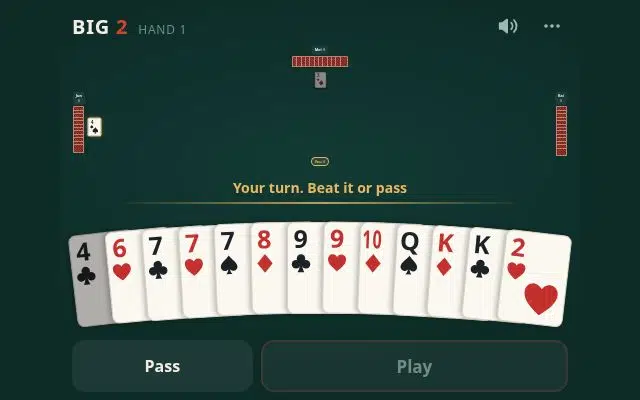 BIG 2 HAND 1
Your turn. Beat it or pass
4 6 7 7 7 8 9 9 10 Q K K 2
Pass Play